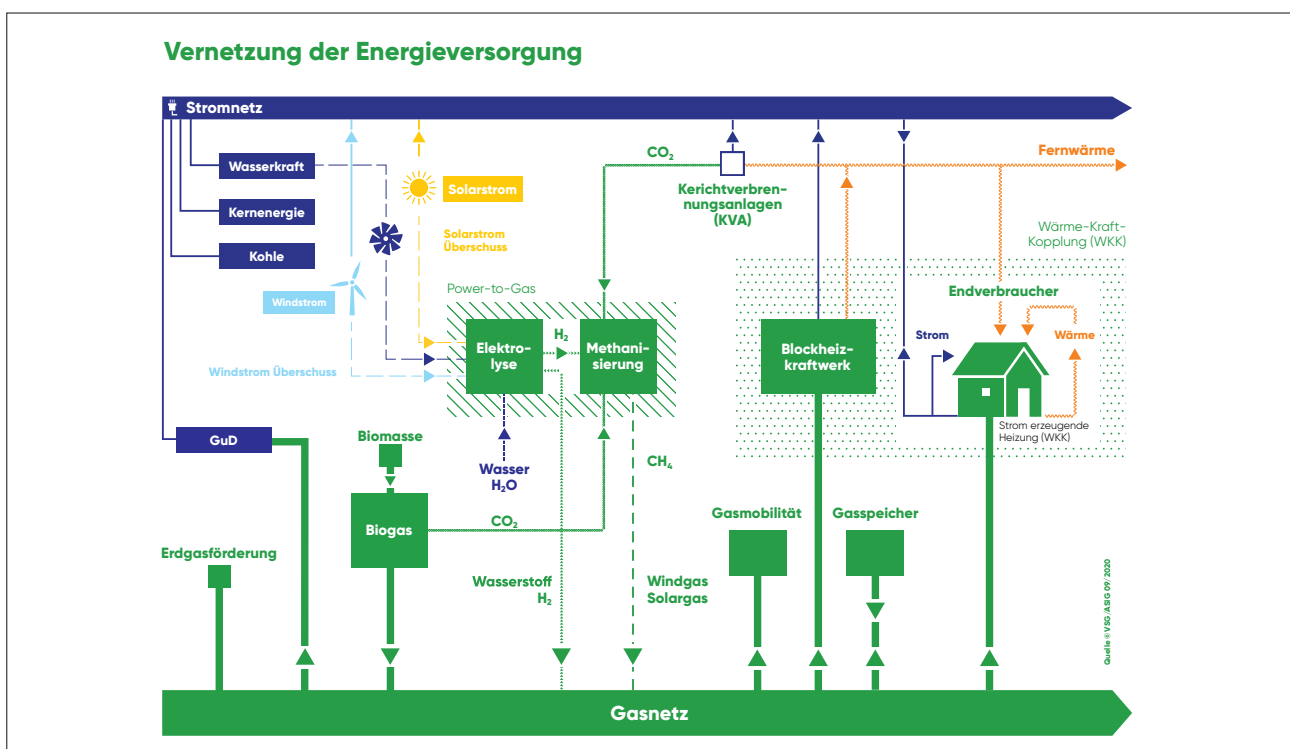 Vernetzung der Energieversorgung
Stromnetz
Wasserkraft
Kernenergie
Kohle
Windstrom
Solarstrom
Solarstrom
Überschuss
Windstrom Überschuss
Power-to-Gas
CO₂
Kerichtverbren-
nungsanlagen
(KVA)
Fernwärme
Wärme-Kraft-
Kopplung (WKK)
Endverbraucher
Elektro-
lyse
H₂
Methani-
sierung
Blockheiz-
kraftwerk
Strom
Wärme
Strom erzeugende
Heizung (WKK)
GuD
Biomasse
Wasser
H₂O
CH₄
Biogas
CO₂
Gasmobilität
Gasspeicher
Erdgasförderung
Wasserstoff
H₂
Windgas
Solargas
Quelle © VSG/ASIG 09/2020
Gasnetz